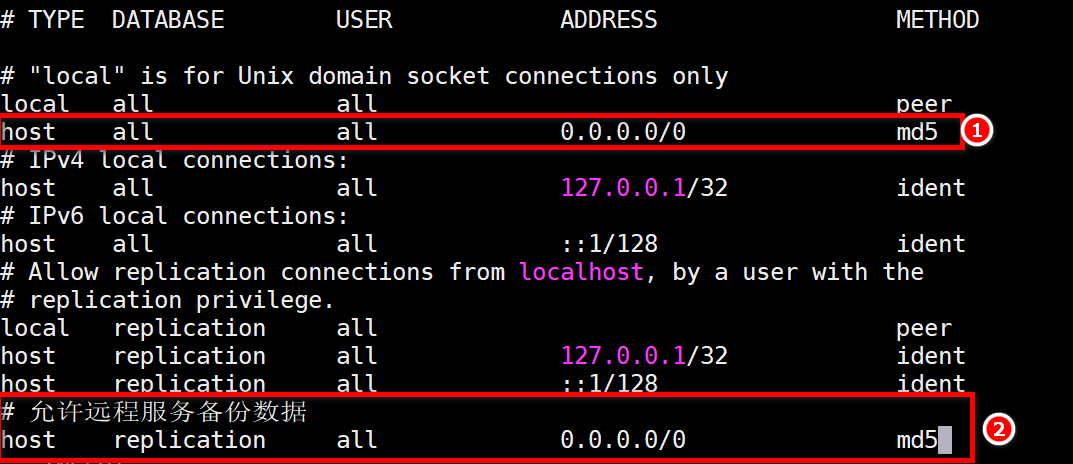 # TYPE  DATABASE        USER            ADDRESS                 METHOD
# "local" is for Unix domain socket connections only
local   all             all                                     peer
host    all             all             0.0.0.0/0               md5 1
# IPv4 local connections:
host    all             all             127.0.0.1/32            ident
# IPv6 local connections:
host    all             all             ::1/128                 ident
# Allow replication connections from localhost, by a user with the
# replication privilege.
local   replication     all                                     peer
host    replication     all             127.0.0.1/32            ident
host    replication     all             ::1/128                 ident
# 允许远程服务备份数据
host    replication     all             0.0.0.0/0               md5 2